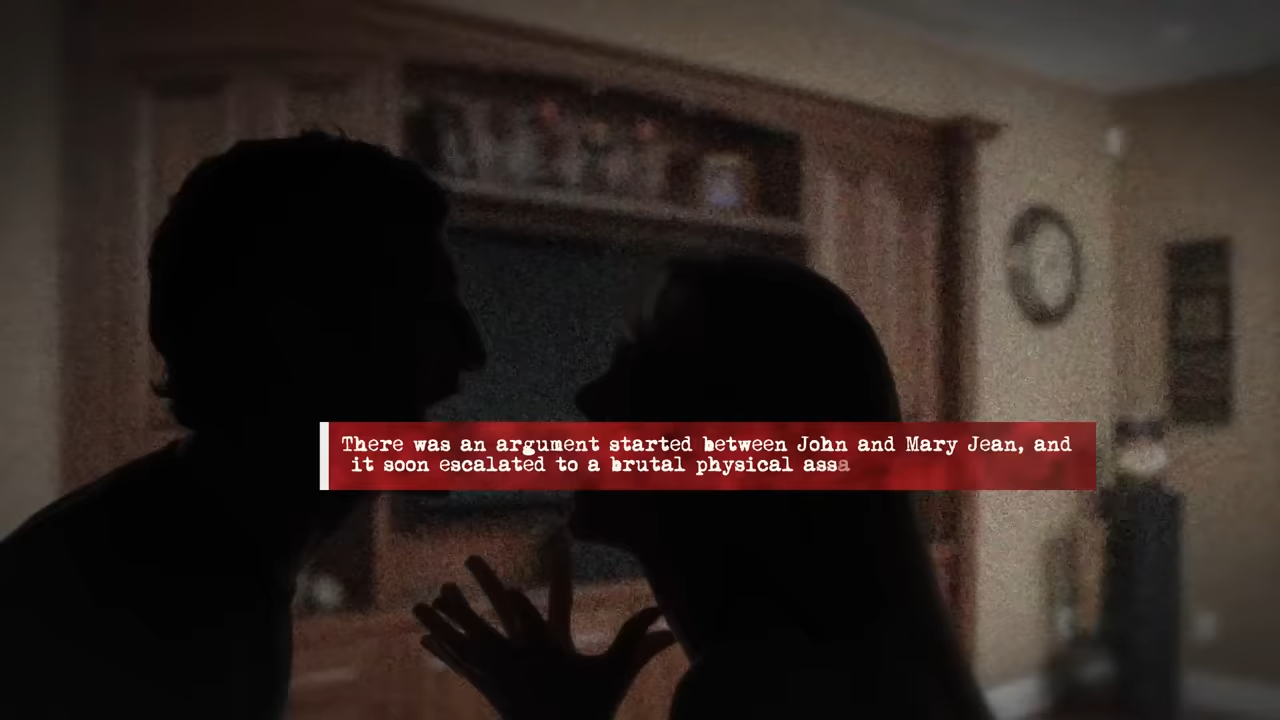 There was an argument started between John and Mary Jean, and
it soon escalated to a brutal physical assa